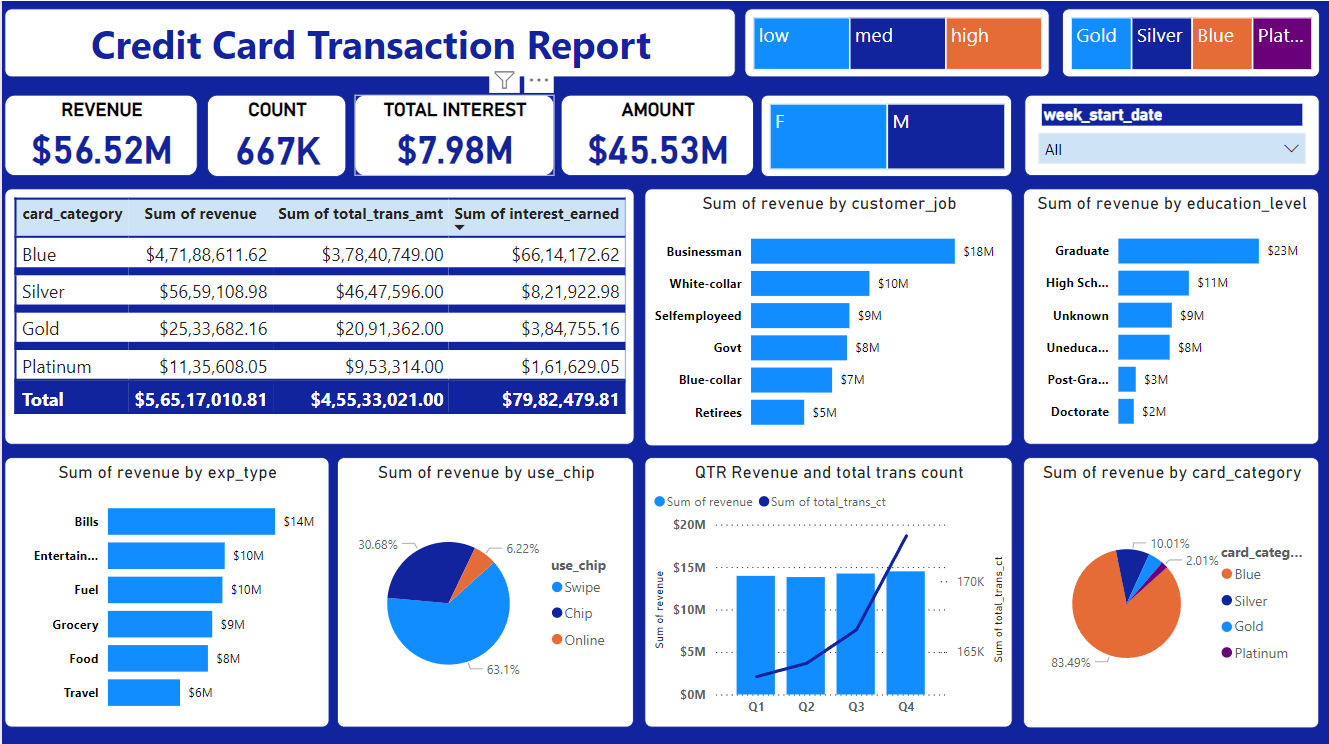 Credit Card Transaction Report
low med high
Gold Silver Blue Plat...
REVENUE
$56.52M
COUNT
667K
TOTAL INTEREST
$7.98M
AMOUNT
$45.53M
F M
week_start_date
All
card_category Sum of revenue Sum of total_trans_amt Sum of interest_earned
Blue $4,71,88,611.62 $3,78,40,749.00 $66,14,172.62
Silver $56,59,108.98 $46,47,596.00 $8,21,922.98
Gold $25,33,682.16 $20,91,362.00 $3,84,755.16
Platinum $11,35,608.05 $9,53,314.00 $1,61,629.05
Total $5,65,17,010.81 $4,55,33,021.00 $79,82,479.81
Sum of revenue by customer_job
Businessman $18M
White-collar $10M
Selfemployeed $9M
Govt $8M
Blue-collar $7M
Retirees $5M
Sum of revenue by education_level
Graduate $23M
High Sch... $11M
Unknown $9M
Uneduca... $8M
Post-Gra... $3M
Doctorate $2M
Sum of revenue by exp_type
Bills $14M
Entertain... $10M
Fuel $10M
Grocery $9M
Food $8M
Travel $6M
Sum of revenue by use_chip
30.68%
6.22%
63.1%
use_chip
Swipe
Chip
Online
QTR Revenue and total trans count
Sum of revenue Sum of total_trans_ct
Sum of revenue
$20M
$15M
$10M
$5M
$0M
Q1 Q2 Q3 Q4
170K
165K
Sum of total_trans_ct
Sum of revenue by card_category
10.01%
2.01%
83.49%
card_categ...
Blue
Silver
Gold
Platinum